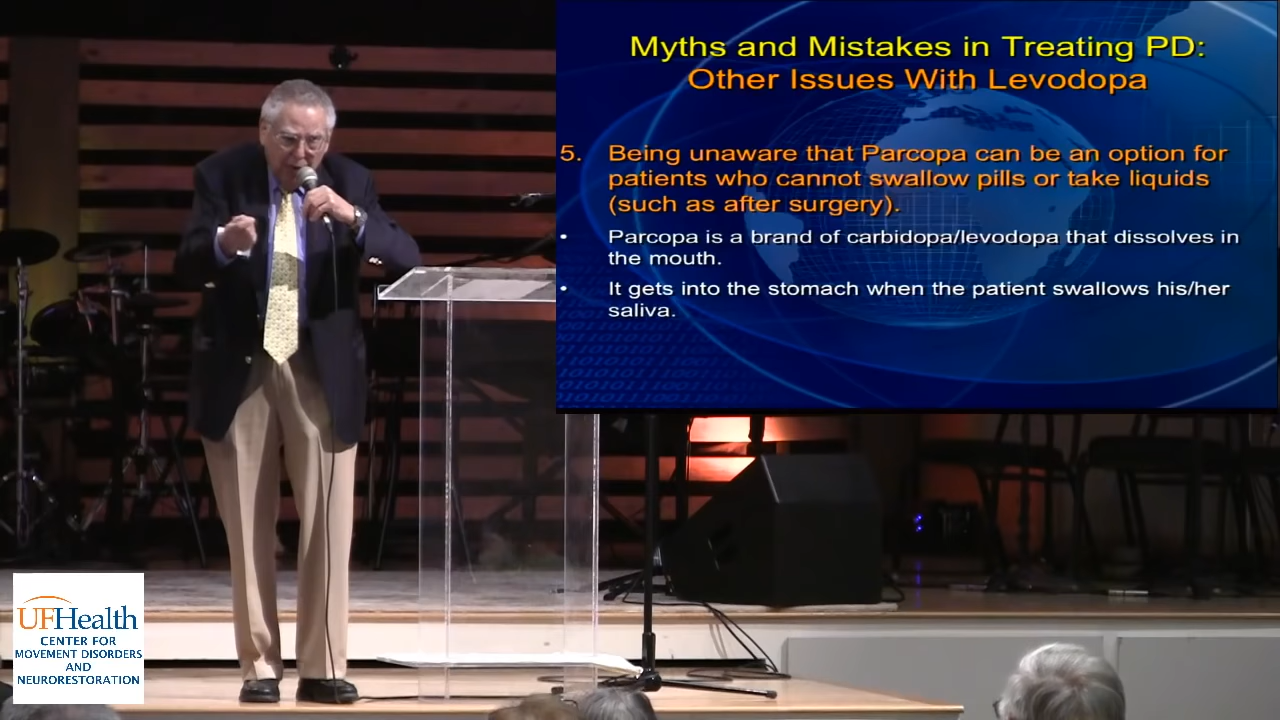 Myths and Mistakes in Treating PD:
Other Issues With Levodopa
5. Being unaware that Parcopa can be an option for
patients who cannot swallow pills or take liquids
(such as after surgery).
• Parcopa is a brand of carbidopa/levodopa that dissolves in
the mouth.
• It gets into the stomach when the patient swallows his/her
saliva.
UFHealth
CENTER FOR
MOVEMENT DISORDERS
AND
NEURORESTORATION